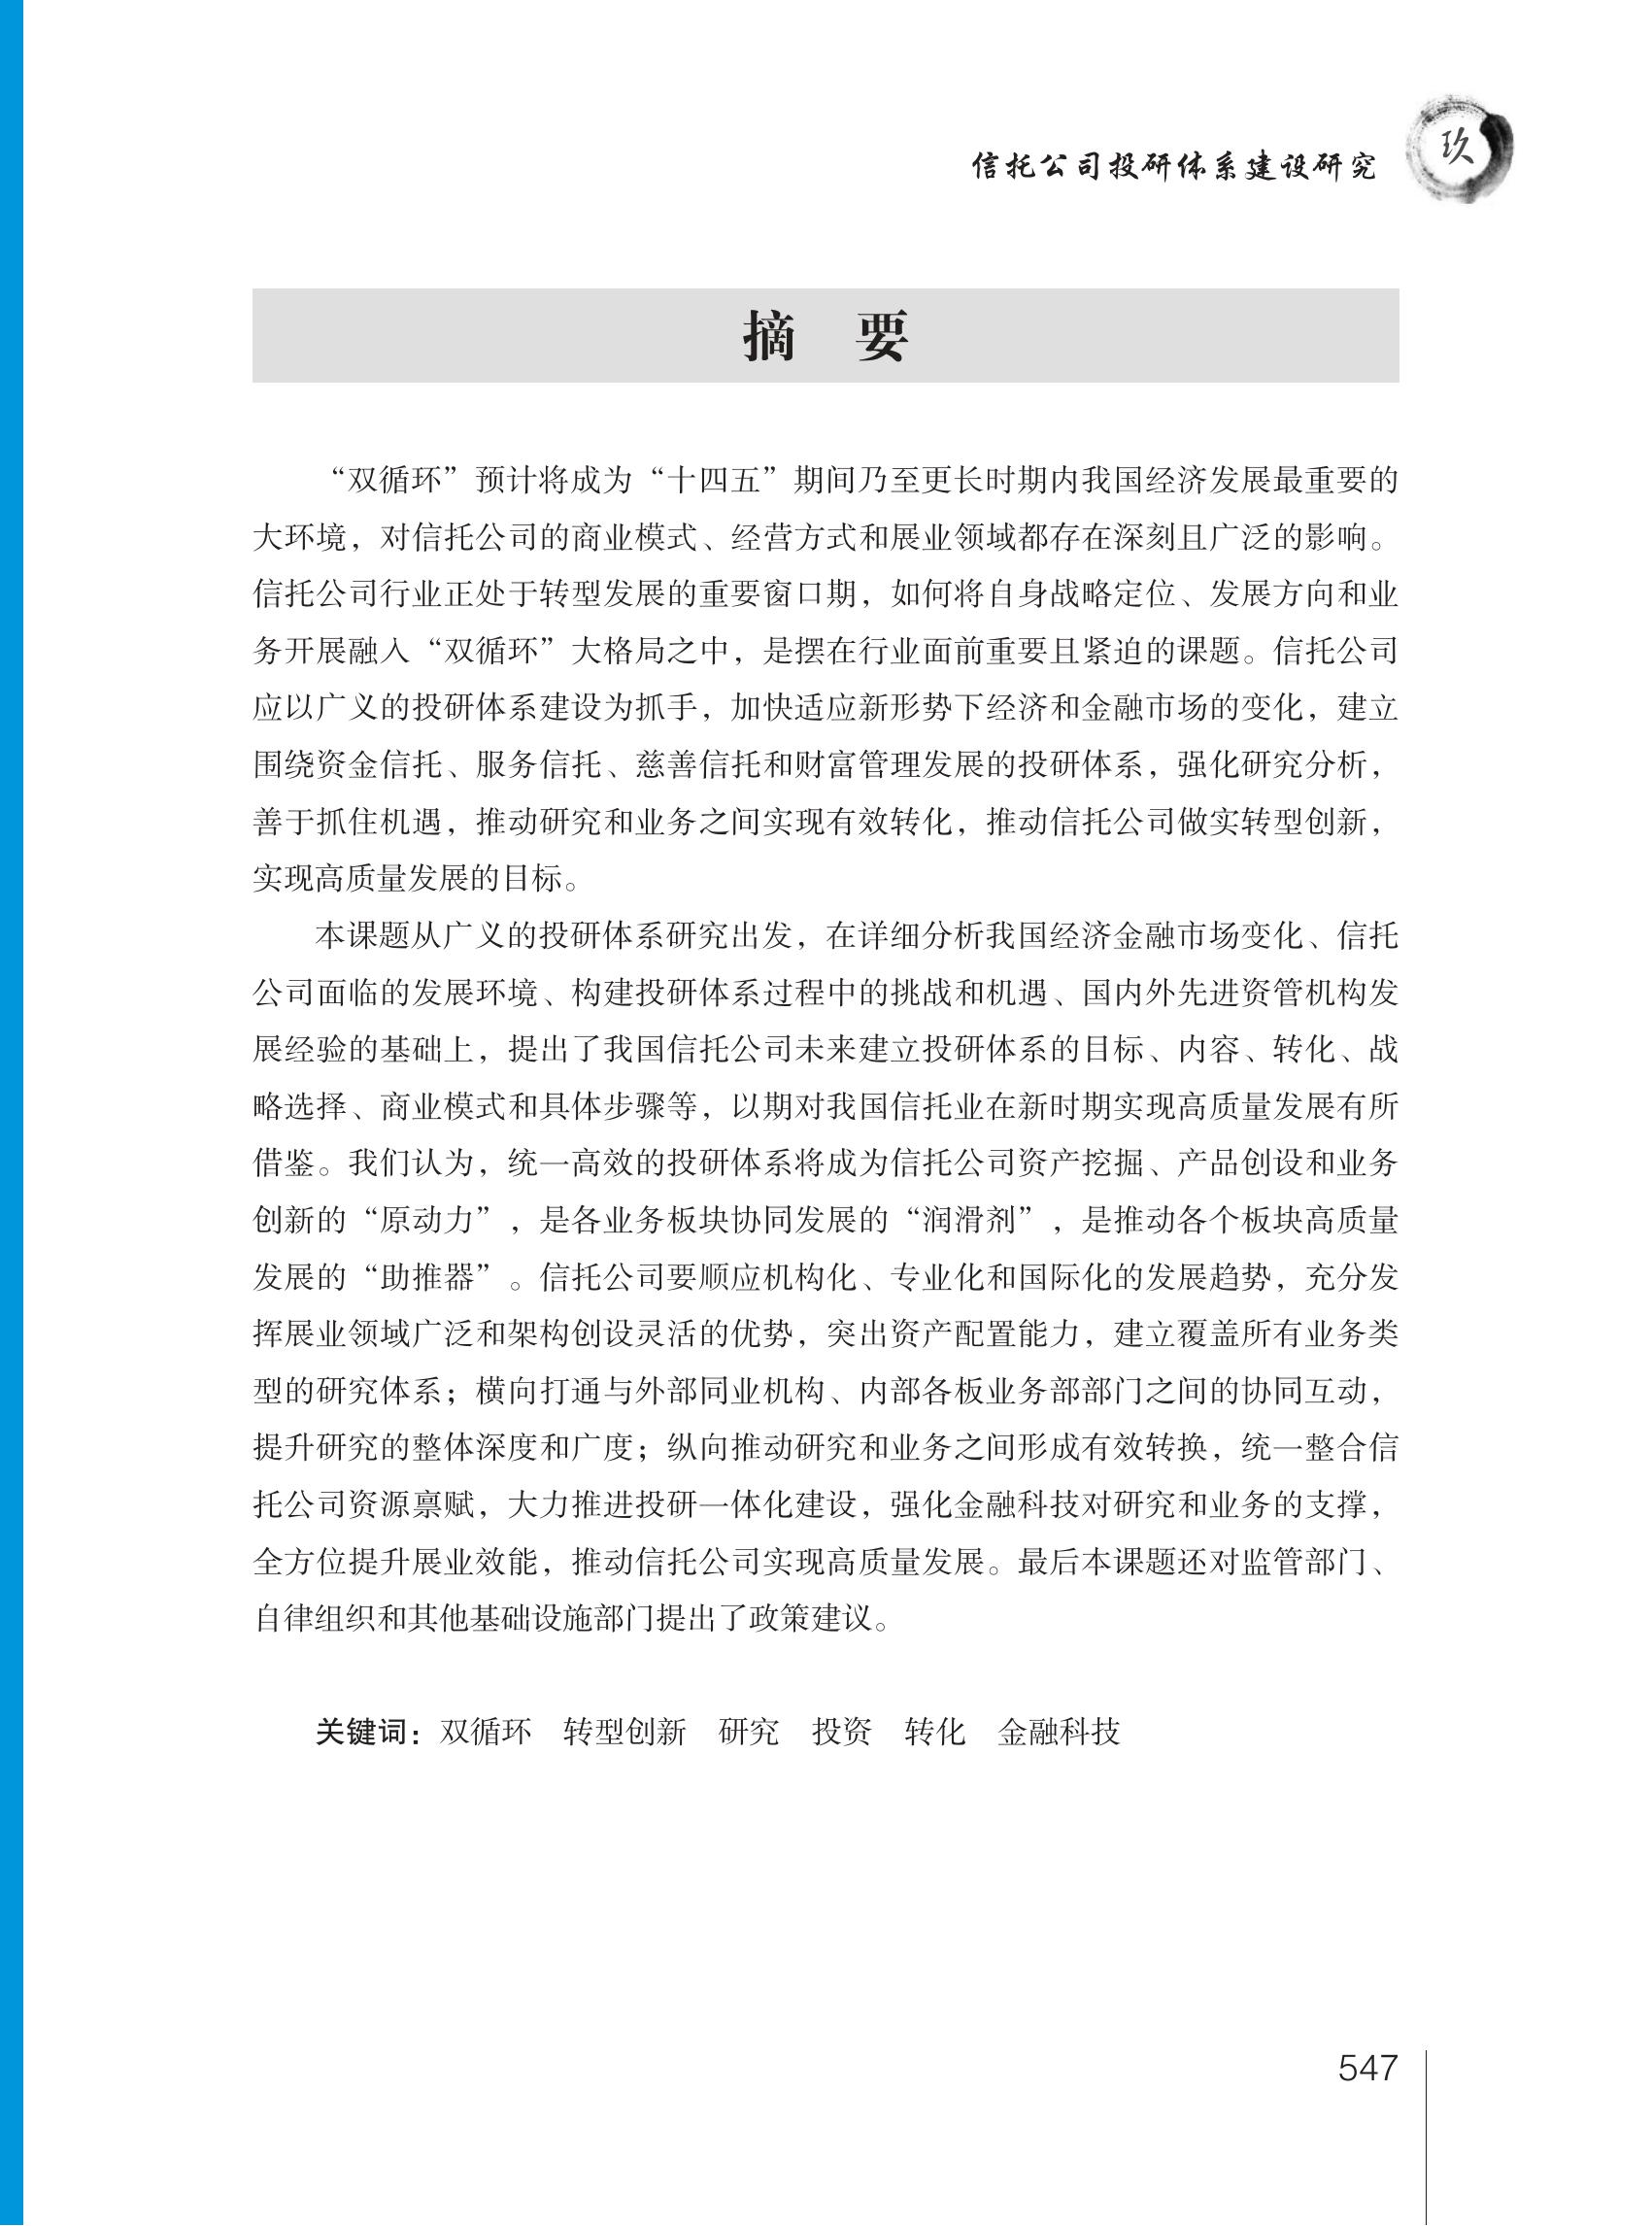 信托公司投研体系建设研究
玖
摘 要
“双循环”预计将成为“十四五”期间乃至更长时期内我国经济发展最重要的
大环境，对信托公司的商业模式、经营方式和展业领域都存在深刻且广泛的影响。
信托公司行业正处于转型发展的重要窗口期，如何将自身战略定位、发展方向和业
务开展融入“双循环”大格局之中，是摆在行业面前重要且紧迫的课题。信托公司
应以广义的投研体系建设为抓手，加快适应新形势下经济和金融市场的变化，建立
围绕资金信托、服务信托、慈善信托和财富管理发展的投研体系，强化研究分析，
善于抓住机遇，推动研究和业务之间实现有效转化，推动信托公司做实转型创新，
实现高质量发展的目标。
本课题从广义的投研体系研究出发，在详细分析我国经济金融市场变化、信托
公司面临的发展环境、构建投研体系过程中的挑战和机遇、国内外先进资管机构发
展经验的基础上，提出了我国信托公司未来建立投研体系的目标、内容、转化、战
略选择、商业模式和具体步骤等，以期对我国信托业在新时期实现高质量发展有所
借鉴。我们认为，统一高效的投研体系将成为信托公司资产挖掘、产品创设和业务
创新的“原动力”，是各业务板块协同发展的“润滑剂”，是推动各个板块高质量
发展的“助推器”。信托公司要顺应机构化、专业化和国际化的发展趋势，充分发
挥展业领域广泛和架构创设灵活的优势，突出资产配置能力，建立覆盖所有业务类
型的研究体系；横向打通与外部同业机构、内部各板业务部部门之间的协同互动，
提升研究的整体深度和广度；纵向推动研究和业务之间形成有效转换，统一整合信
托公司资源禀赋，大力推进投研一体化建设，强化金融科技对研究和业务的支撑，
全方位提升展业效能，推动信托公司实现高质量发展。最后本课题还对监管部门、
自律组织和其他基础设施部门提出了政策建议。
关键词：双循环 转型创新 研究 投资 转化 金融科技
547